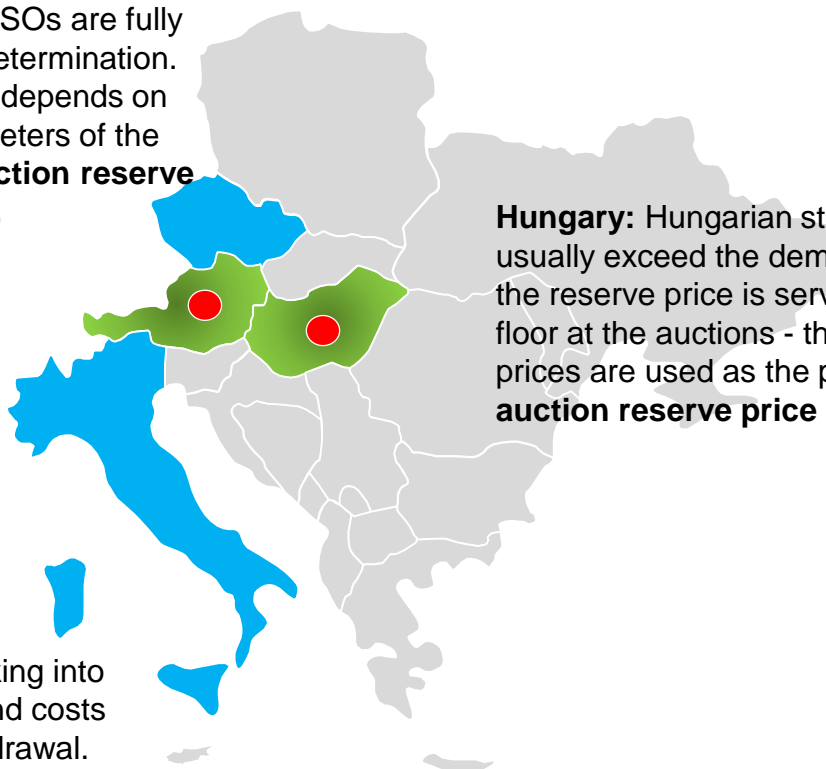 SOs are fully
etermination.
depends on
eters of the
ction reserve
Hungary: Hungarian st
usually exceed the dem
the reserve price is serv
floor at the auctions - th
prices are used as the p
auction reserve price
king into
nd costs
drawal.